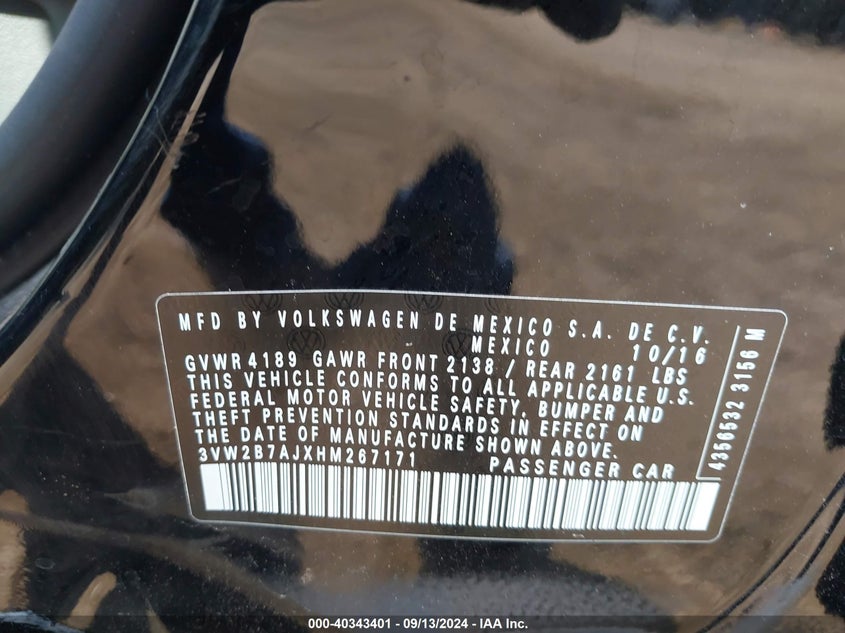 MFD BY VOLKSWAGEN DE MEXICO S.A. DE C.V.
MEXICO 10/16
GVWR 4189 GAWR FRONT 2138 / REAR 2161 LBS
THIS VEHICLE CONFORMS TO ALL APPLICABLE U.S.
FEDERAL MOTOR VEHICLE SAFETY, BUMPER AND
THEFT PREVENTION STANDARDS IN EFFECT ON
THE DATE OF MANUFACTURE SHOWN ABOVE.
3VW2B7AJXHM267171 PASSENGER CAR
4356532 3156 M
000-40343401 - 09/13/2024 - IAA Inc.